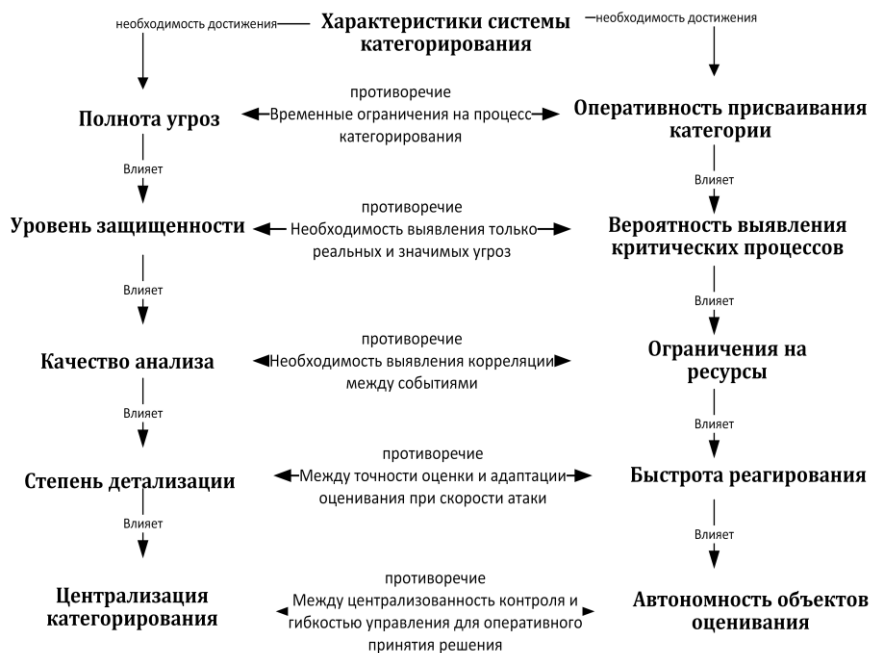 необходимость достижения
Характеристики системы
категорирования
необходимость достижения
Полнота угроз
противоречие
Временные ограничения на процесс
категорирования
Оперативность присваивания
категории
Влияет
Влияет
Уровень защищенности
противоречие
Необходимость выявления только
реальных и значимых угроз
Вероятность выявления
критических процессов
Влияет
Влияет
Качество анализа
противоречие
Необходимость выявления корреляции
между событиями
Ограничения на
ресурсы
Влияет
Влияет
Степень детализации
противоречие
Между точности оценки и адаптации
оценивания при скорости атаки
Быстрота реагирования
Влияет
Влияет
Централизация
категорирования
противоречие
Между централизованность контроля и
гибкостью управления для оперативного
принятия решения
Автономность объектов
оценивания